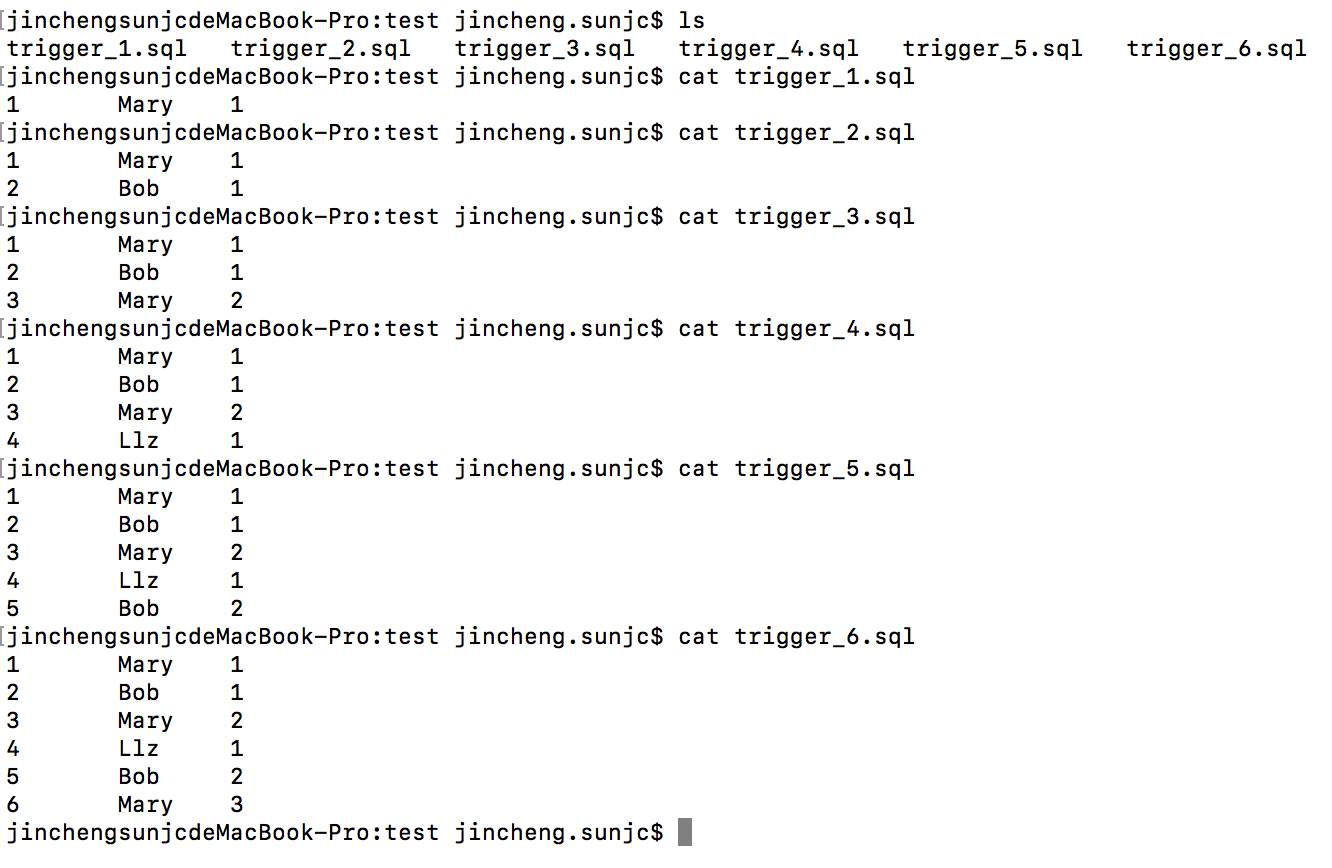 [jinchengsunjcdeMacBook-Pro:test jincheng.sunjc$ ls
trigger_1.sql   trigger_2.sql   trigger_3.sql   trigger_4.sql   trigger_5.sql   trigger_6.sql
[jinchengsunjcdeMacBook-Pro:test jincheng.sunjc$ cat trigger_1.sql
1       Mary    1
[jinchengsunjcdeMacBook-Pro:test jincheng.sunjc$ cat trigger_2.sql
1       Mary    1
2       Bob     1
[jinchengsunjcdeMacBook-Pro:test jincheng.sunjc$ cat trigger_3.sql
1       Mary    1
2       Bob     1
3       Mary    2
[jinchengsunjcdeMacBook-Pro:test jincheng.sunjc$ cat trigger_4.sql
1       Mary    1
2       Bob     1
3       Mary    2
4       Llz     1
[jinchengsunjcdeMacBook-Pro:test jincheng.sunjc$ cat trigger_5.sql
1       Mary    1
2       Bob     1
3       Mary    2
4       Llz     1
5       Bob     2
[jinchengsunjcdeMacBook-Pro:test jincheng.sunjc$ cat trigger_6.sql
1       Mary    1
2       Bob     1
3       Mary    2
4       Llz     1
5       Bob     2
6       Mary    3
jinchengsunjcdeMacBook-Pro:test jincheng.sunjc$